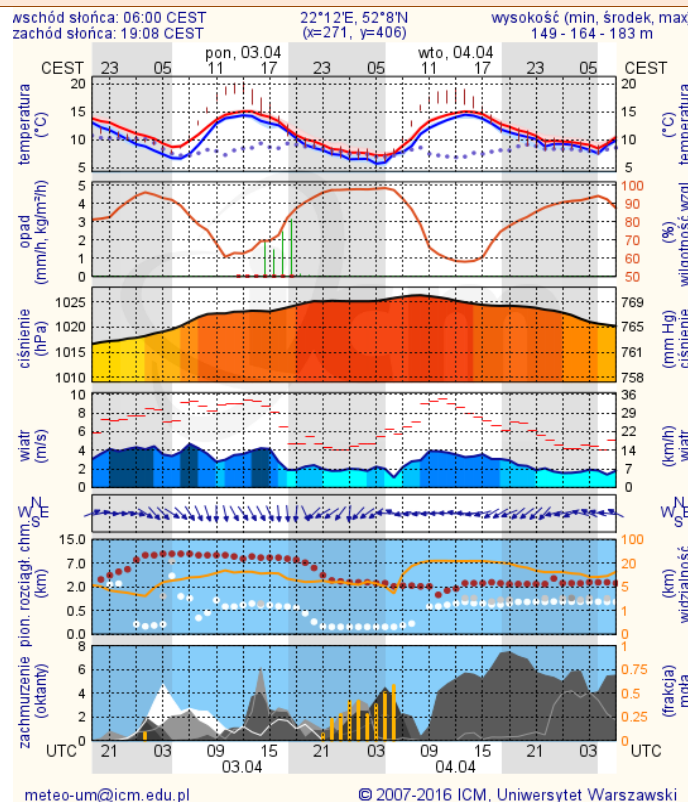 wschód słońca: 06:00 CEST 22°12'E, 52°8'N wysokość (min, środek, max)
zachód słońca: 19:08 CEST (x=271, y=406) 149 - 164 - 183 m
pon, 03.04 wto, 04.04
CEST 23 05 11 17 23 05 11 17 23 05 CEST
temperatura (°C)
20 15 10 5
20 15 10 5
(°C) temperatura
opad (mm/h, kg/m²/h)
5 4 3 2 1 0
100 90 80 70 60 50
(%) wilgotność wzgl.
ciśnienie (hPa)
1025 1020 1015 1010
769 765 761 758
(mm Hg) ciśnienie
wiatr (m/s)
10 8 6 4 2 0
36 29 22 14 7 0
(km/h) wiatr
N W E S
N W E S
pion. rozciągł. chm. (km)
15.0 7.0 2.0 0.5 0.0
100 20 5 1 0
(km) widzialność
zachmurzenie (oktanty)
8 6 4 2 0
1 0.75 0.5 0.25 0
(frakcja) mgła
UTC 21 03 09 15 21 03 09 15 21 03 UTC
03.04 04.04
meteo-um@icm.edu.pl © 2007-2016 ICM, Uniwersytet Warszawski